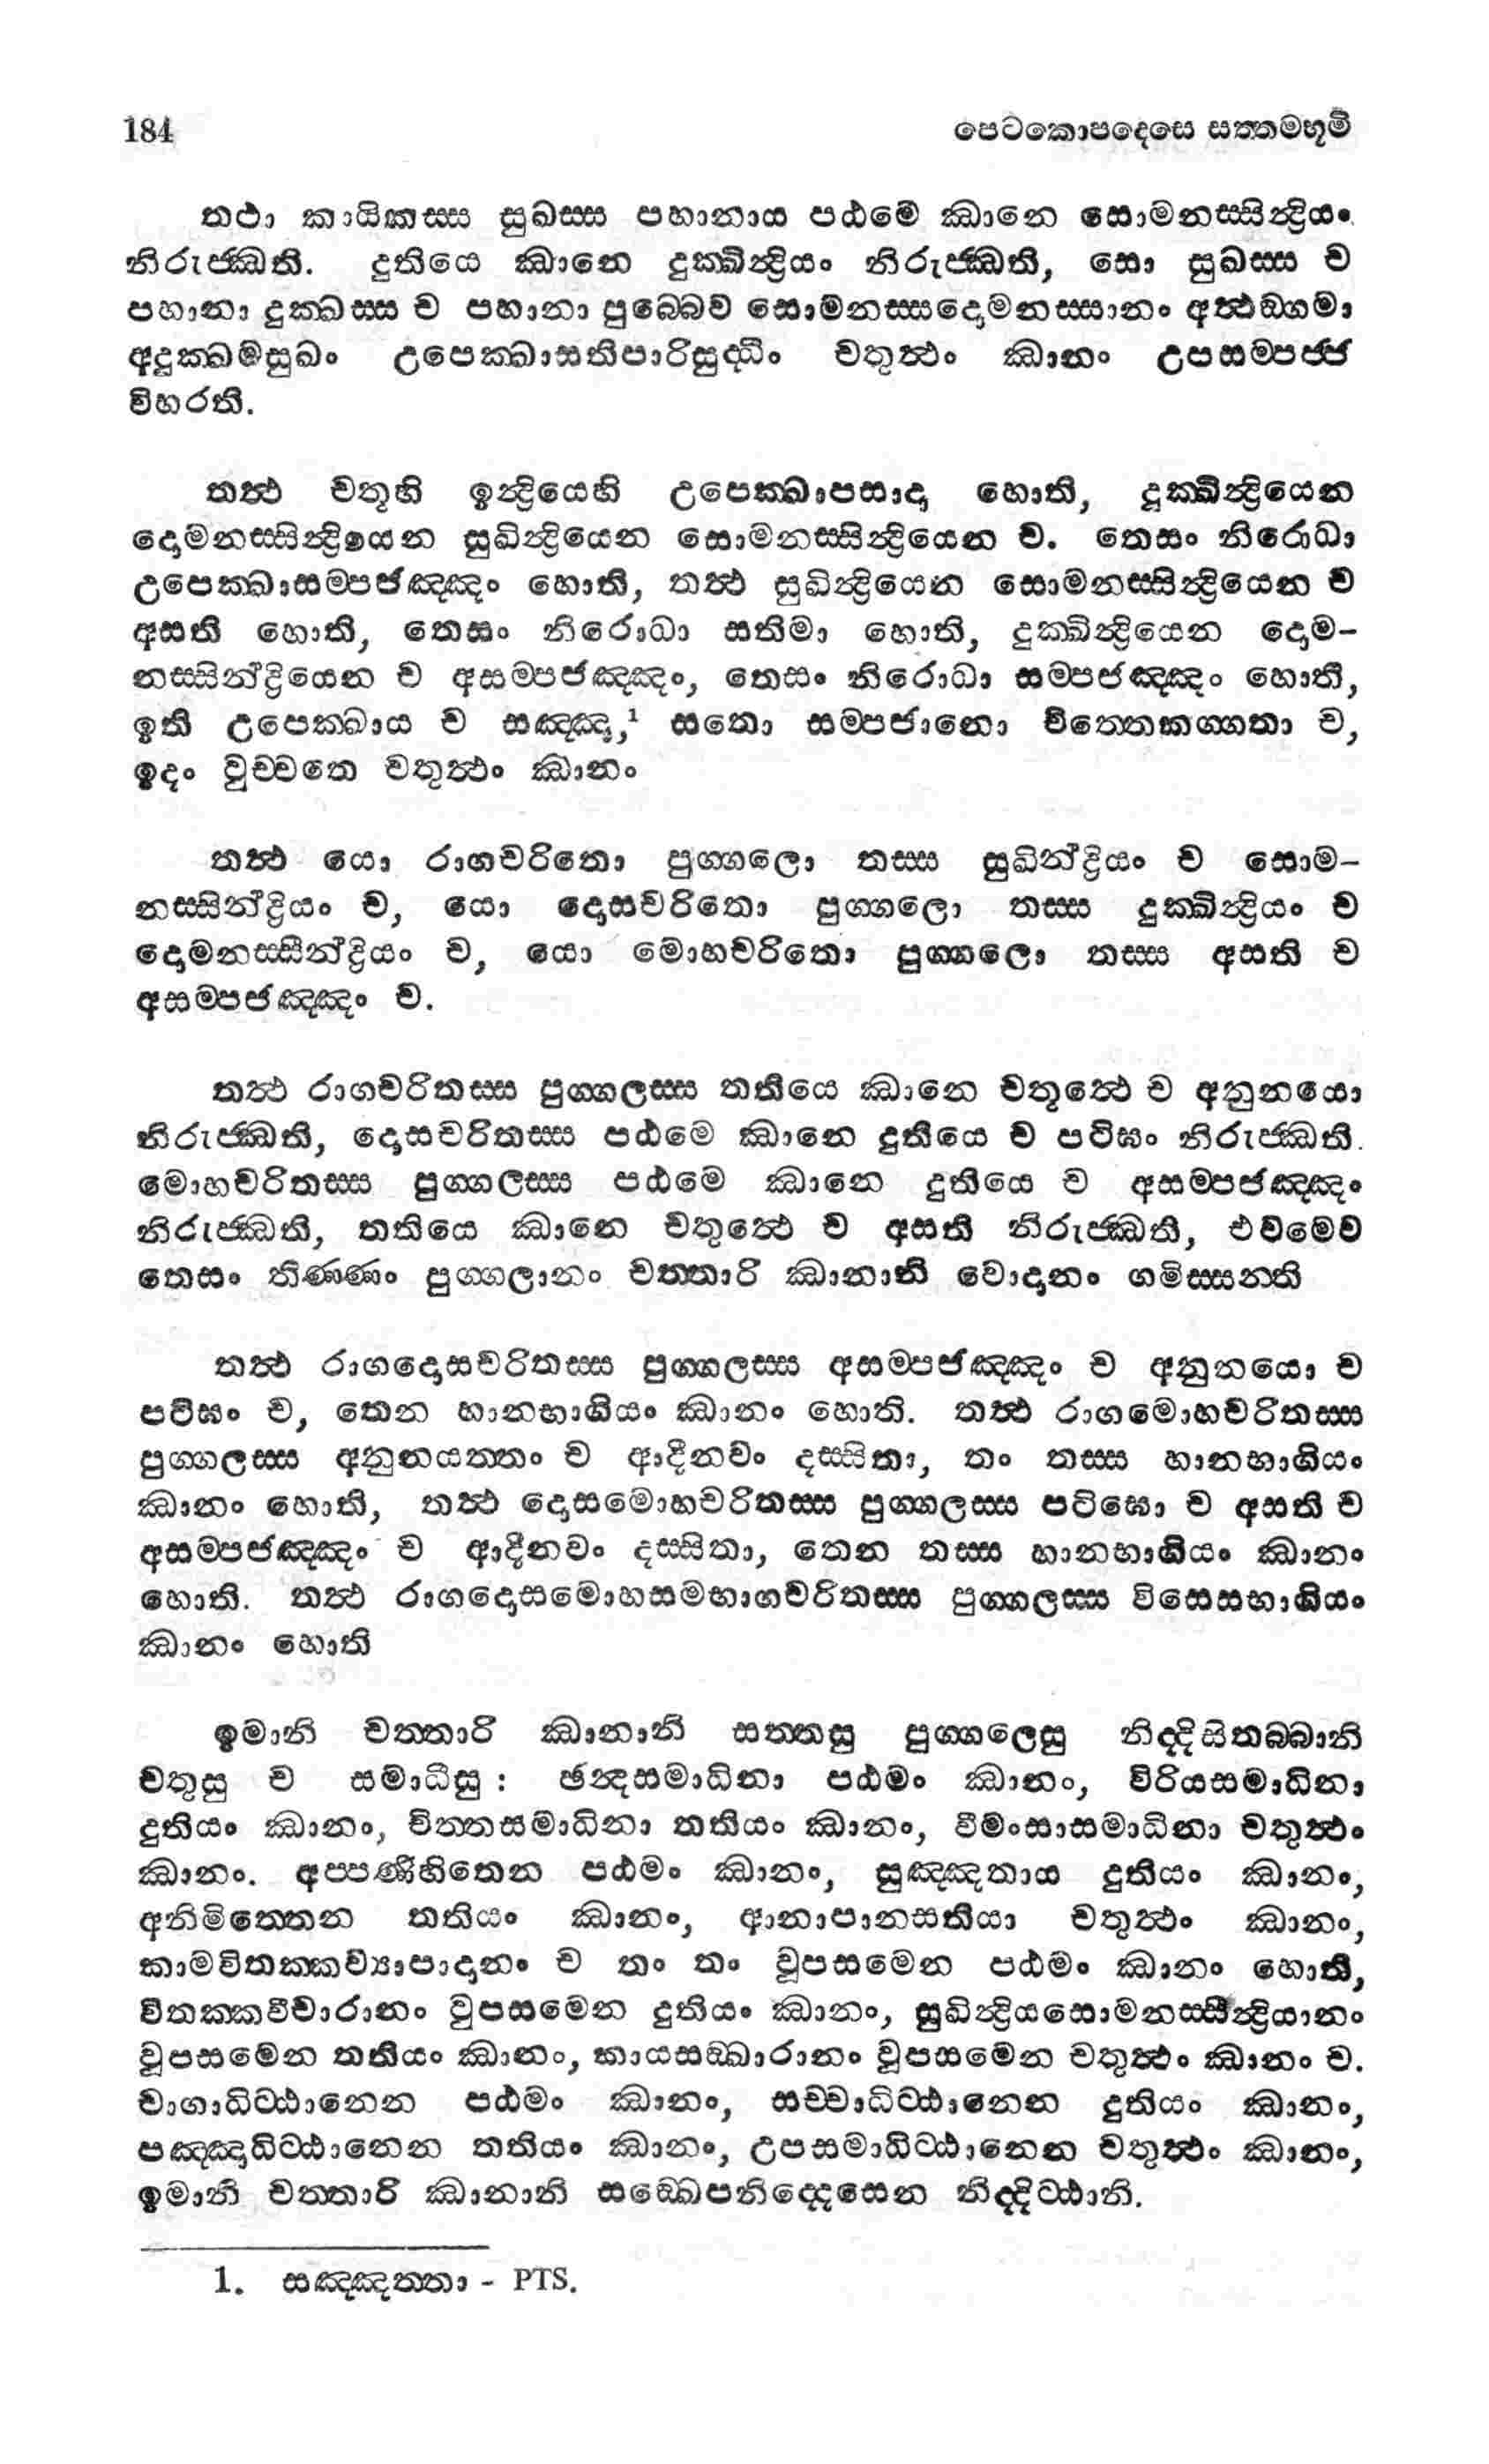 184 පෙටකොපදෙසෙ සත්තමභූමි
තථා කායිකස්ස සුඛස්ස පහානාය පඨමේ ඣානෙ සොමනස්සින්ද්‍රියං
නිරුජ්ඣති. දුතියෙ ඣානෙ දුක්ඛින්ද්‍රියං නිරුජ්ඣති, සො සුඛස්ස ච
පහානා දුක්ඛස්ස ච පහානා පුබ්බෙව සොමනස්සදොමනස්සානං අත්ථඞ්ගමා
අදුක්ඛමසුඛං උපෙක්ඛාසතිපාරිසුද්ධිං චතුත්ථං ඣානං උපසම්පජ්ජ
විහරති.
තත්ථ චතූහි ඉන්ද්‍රියෙහි උපෙක්ඛාපසාදා හොති, දුක්ඛින්ද්‍රියෙන
දොමනස්සින්ද්‍රියෙන සුඛින්ද්‍රියෙන සොමනස්සින්ද්‍රියෙන ච. තෙසං නිරොධා
උපෙක්ඛාසම්පජඤ්ඤං හොති, තත්ථ සුඛින්ද්‍රියෙන සොමනස්සින්ද්‍රියෙන ච
අසති හොති, තෙසං නිරොධා සතිමා හොති, දුක්ඛින්ද්‍රියෙන දොම-
නස්සින්ද්‍රියෙන ච අසම්පජඤ්ඤං, තෙසං නිරොධා සම්පජඤ්ඤං හොති,
ඉති උපෙක්ඛාය ච සඤ්ඤා,¹ සතො සම්පජානො චිත්තෙකග්ගතා ච,
ඉදං වුච්චතෙ චතුත්ථං ඣානං
තත්ථ යො රාගචරිතො පුග්ගලො තස්ස සුඛින්ද්‍රියං ච සොම-
නස්සින්ද්‍රියං ච, යො දොසචරිතො පුග්ගලො තස්ස දුක්ඛින්ද්‍රියං ච
දොමනස්සින්ද්‍රියං ච, යො මොහචරිතො පුග්ගලො තස්ස අසති ච
අසම්පජඤ්ඤං ච.
තත්ථ රාගචරිතස්ස පුග්ගලස්ස තතියෙ ඣානෙ චතුත්ථෙ ච අනුනයො
නිරුජ්ඣති, දොසචරිතස්ස පඨමෙ ඣානෙ දුතියෙ ච පටිඝං නිරුජ්ඣති.
මොහචරිතස්ස පුග්ගලස්ස පඨමෙ ඣානෙ දුතියෙ ච අසම්පජඤ්ඤං
නිරුජ්ඣති, තතියෙ ඣානෙ චතුත්ථෙ ච අසති නිරුජ්ඣති, එවමෙව
තෙසං තිණ්ණං පුග්ගලානං චත්තාරි ඣානානි වොදානං ගමිස්සන්ති
තත්ථ රාගදොසචරිතස්ස පුග්ගලස්ස අසම්පජඤ්ඤං ච අනුනයො ච
පටිඝං ච, තෙන හානභාගියං ඣානං හොති. තත්ථ රාගමොහචරිතස්ස
පුග්ගලස්ස අනුනයත්තං ච ආදීනවං දස්සිතා, තං තස්ස හානභාගියං
ඣානං හොති, තත්ථ දොසමොහචරිතස්ස පුග්ගලස්ස පටිඝො ච අසති ච
අසම්පජඤ්ඤං ච ආදීනවං දස්සිතා, තෙන තස්ස හානභාගියං ඣානං
හොති. තත්ථ රාගදොසමොහසමභාගචරිතස්ස පුග්ගලස්ස විසෙසභාගියං
ඣානං හොති
ඉමානි චත්තාරි ඣානානි සත්තසු පුග්ගලෙසු නිද්දිසිතබ්බානි
චතුසු ච සමාධීසු : ඡන්දසමාධිනා පඨමං ඣානං, විරියසමාධිනා
දුතියං ඣානං, චිත්තසමාධිනා තතියං ඣානං, වීමංසාසමාධිනා චතුත්ථං
ඣානං. අප්පණිහිතෙන පඨමං ඣානං, සුඤ්ඤතාය දුතියං ඣානං,
අනිමිත්තෙන තතියං ඣානං, ආනාපානසතියා චතුත්ථං ඣානං,
කාමවිතක්කව්‍යාපාදානං ච තං තං වූපසමෙන පඨමං ඣානං හොති,
විතක්කවීචාරානං වුපසමෙන දුතියං ඣානං, සුඛින්ද්‍රියසොමනස්සින්ද්‍රියානං
වූපසමෙන තතියං ඣානං, කායසඞ්ඛාරානං වූපසමෙන චතුත්ථං ඣානං ච.
චාගාධිට්ඨානෙන පඨමං ඣානං, සච්චාධිට්ඨානෙන දුතියං ඣානං,
පඤ්ඤාධිට්ඨානෙන තතියං ඣානං, උපසමාධිට්ඨානෙන චතුත්ථං ඣානං,
ඉමානි චත්තාරි ඣානානි සඞ්ඛෙපනිද්දෙසෙන නිද්දිට්ඨානි.
1. සඤ්ඤත්තා - PTS.